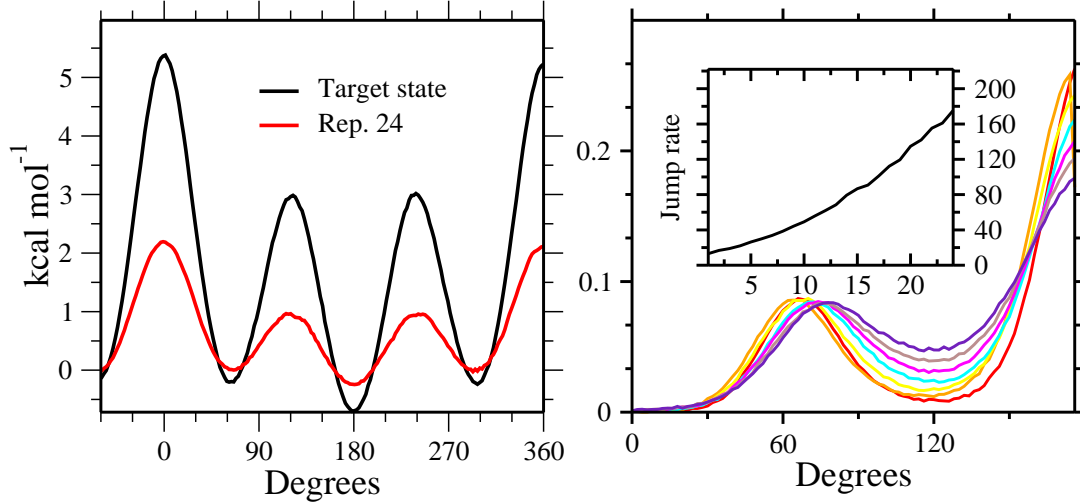 kcal mol-1
5
4
3
2
1
0
Target state
Rep. 24
0 90 180 270 360
Degrees
0.2
0.1
0
Jump rate
200
160
120
80
40
0
5 10 15 20
0 60 120
Degrees